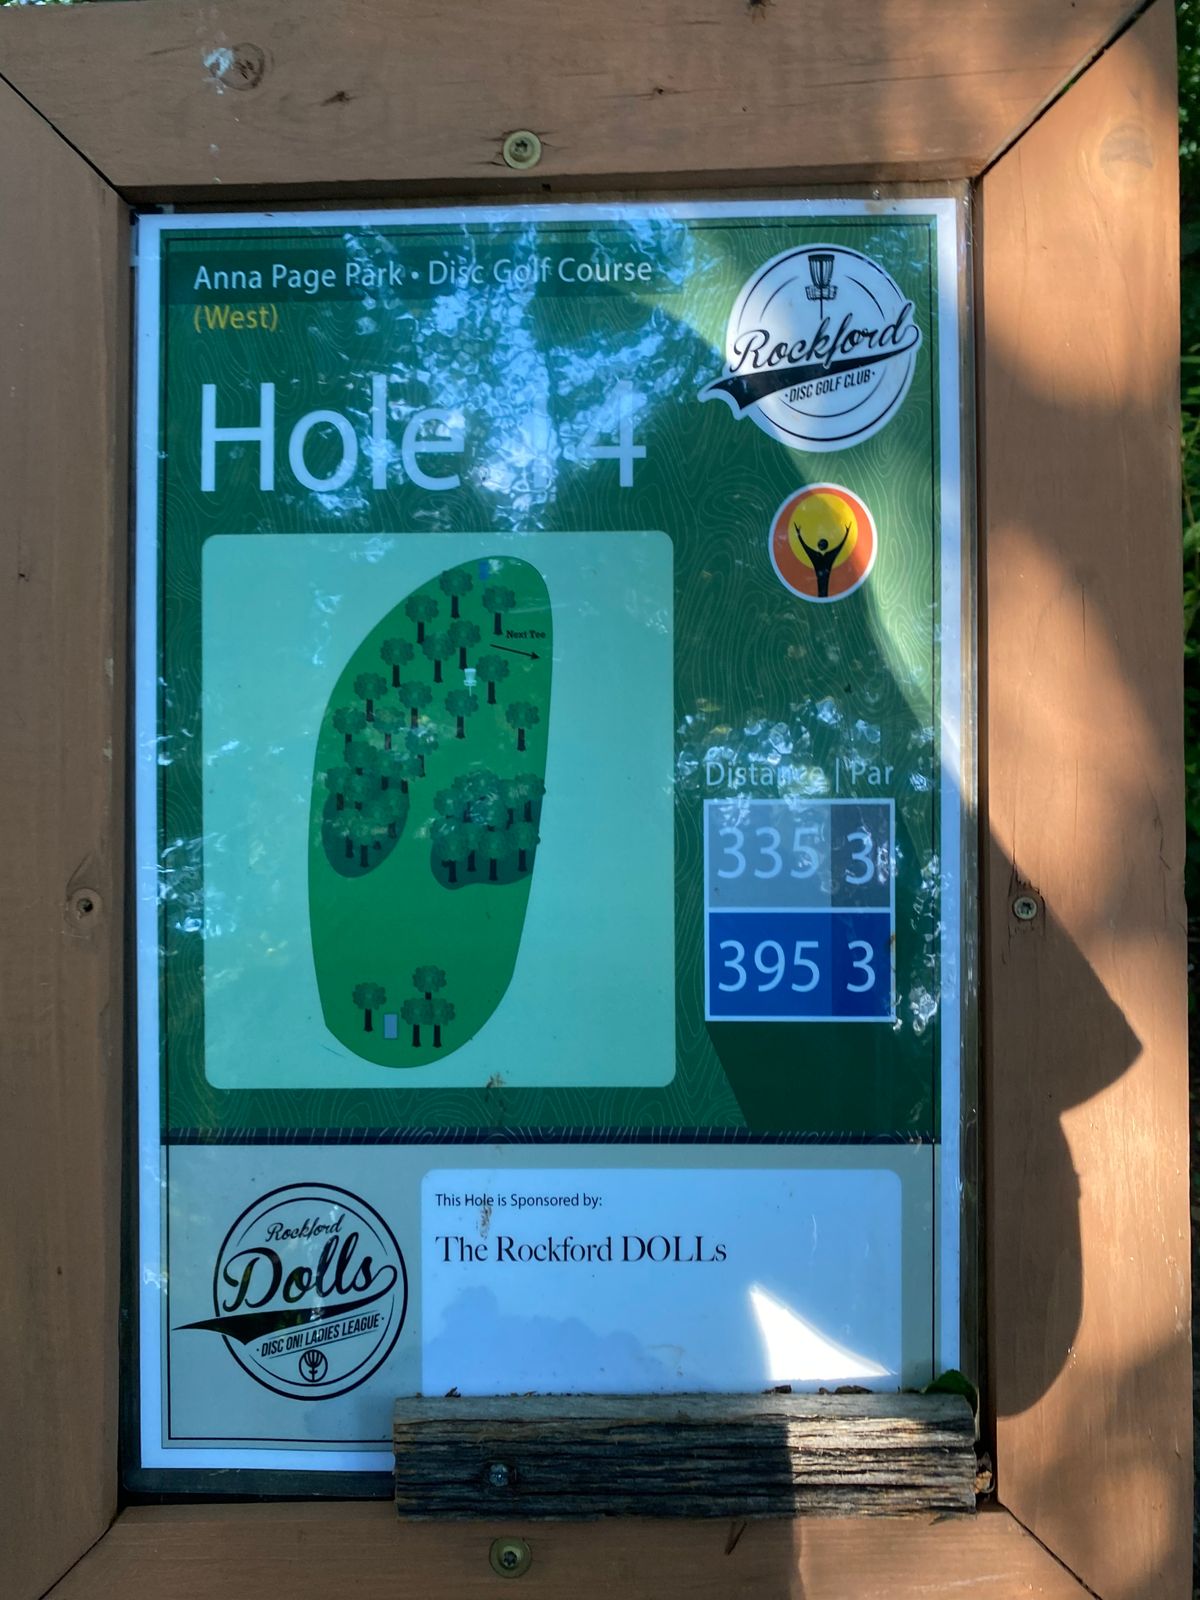 Anna Page Park • Disc Golf Course
(West)
Rockford
• DISC GOLF CLUB •
Hole 4
Next Tee
Distance | Par
335 3
395 3
Rockford
Dolls
• DISC ON! LADIES LEAGUE •
This Hole is Sponsored by:
The Rockford DOLLs